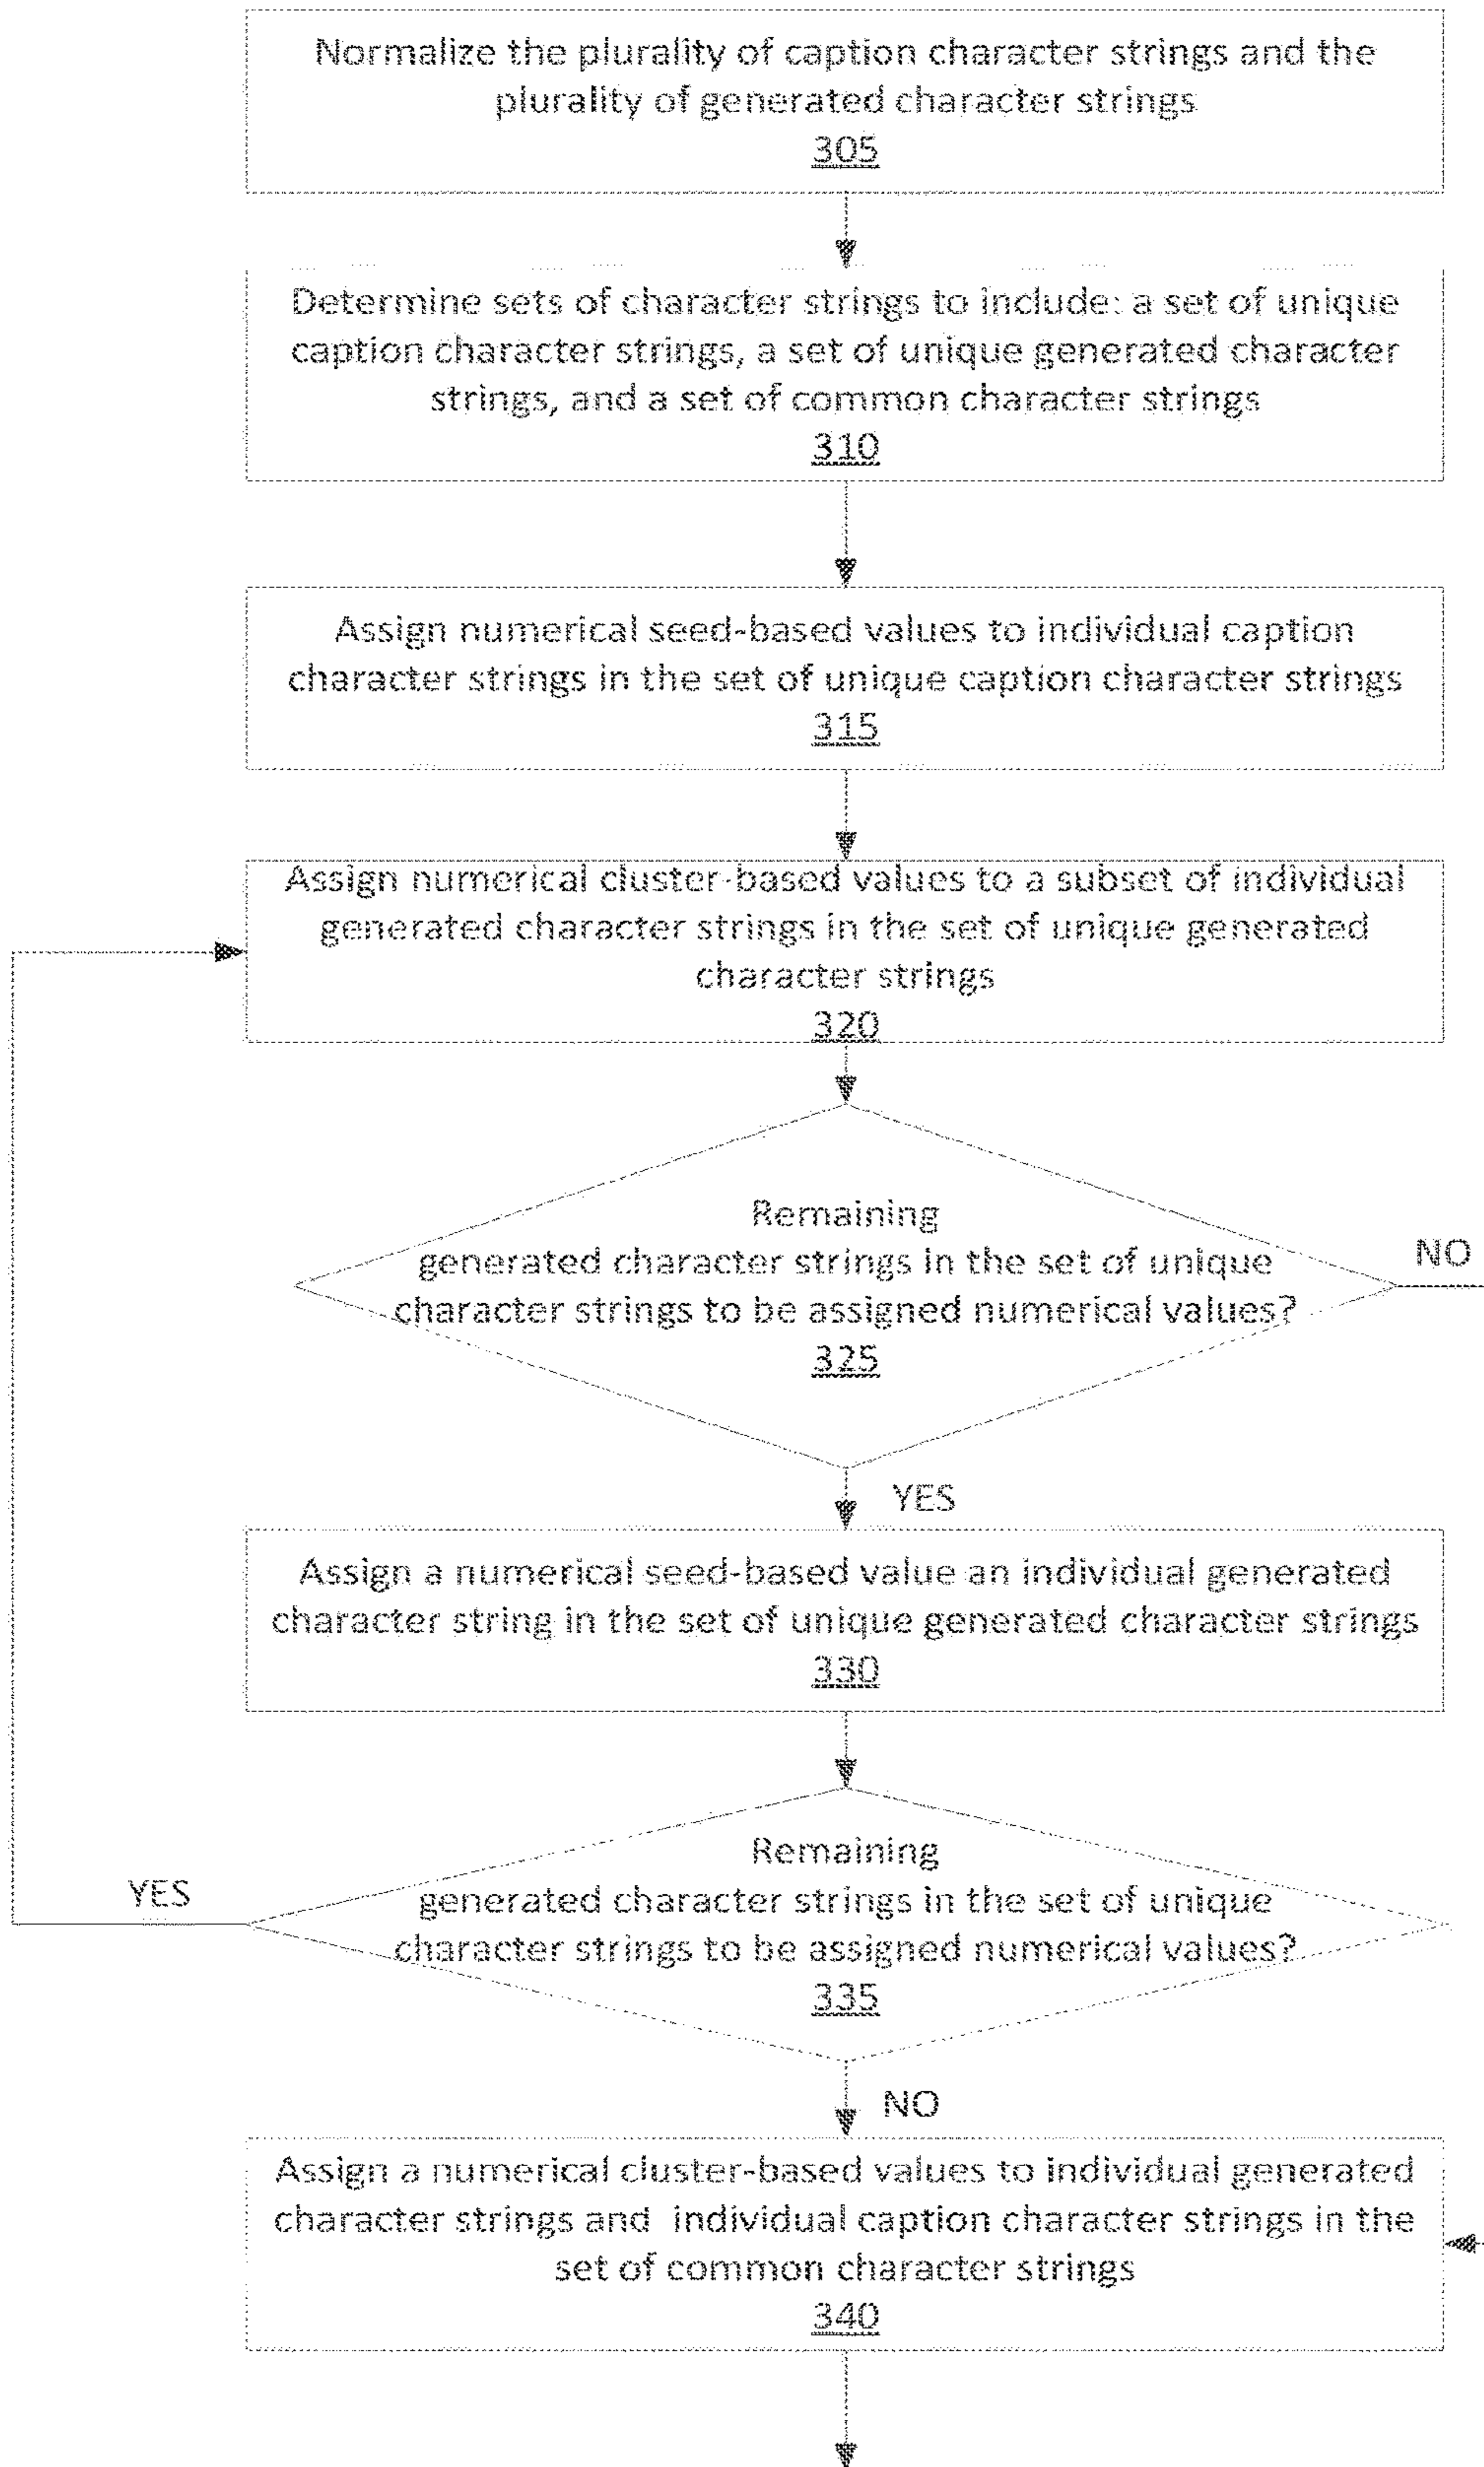 Normalize the plurality of caption character strings and the
plurality of generated character strings
305
Determine sets of character strings to include: a set of unique
caption character strings, a set of unique generated character
strings, and a set of common character strings
310
Assign numerical seed-based values to individual caption
character strings in the set of unique caption character strings
315
Assign numerical cluster-based values to a subset of individual
generated character strings in the set of unique generated
character strings
320
Remaining
generated character strings in the set of unique
character strings to be assigned numerical values?
325
NO
YES
Assign a numerical seed-based value an individual generated
character string in the set of unique generated character strings
330
Remaining
generated character strings in the set of unique
character strings to be assigned numerical values?
335
YES
NO
Assign a numerical cluster-based values to individual generated
character strings and individual caption character strings in the
set of common character strings
340